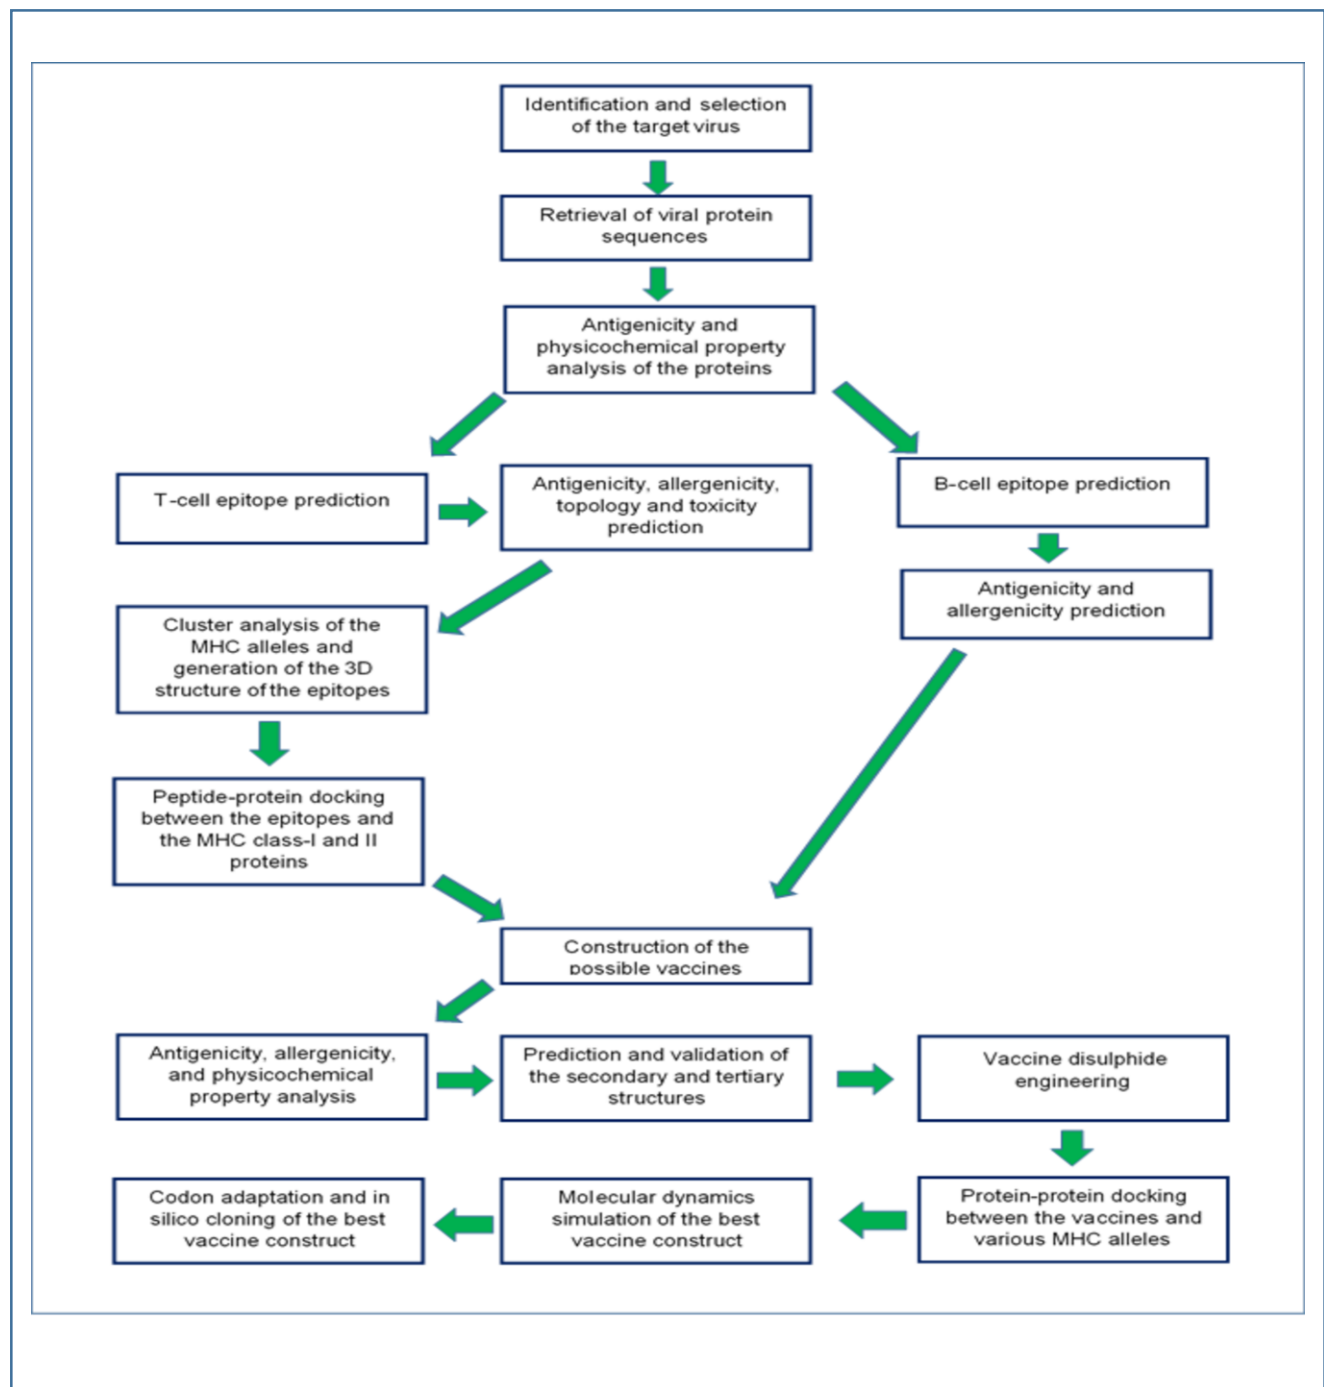 Identification and selection
of the target virus
Retrieval of viral protein
sequences
Antigenicity and
physicochemical property
analysis of the proteins
T-cell epitope prediction
Antigenicity, allergenicity,
topology and toxicity
prediction
B-cell epitope prediction
Antigenicity and
allergenicity prediction
Cluster analysis of the
MHC alleles and
generation of the 3D
structure of the epitopes
Peptide-protein docking
between the epitopes and
the MHC class-I and II
proteins
Construction of the
possible vaccines
Antigenicity, allergenicity,
and physicochemical
property analysis
Prediction and validation of
the secondary and tertiary
structures
Vaccine disulphide
engineering
Protein-protein docking
between the vaccines and
various MHC alleles
Molecular dynamics
simulation of the best
vaccine construct
Codon adaptation and in
silico cloning of the best
vaccine construct